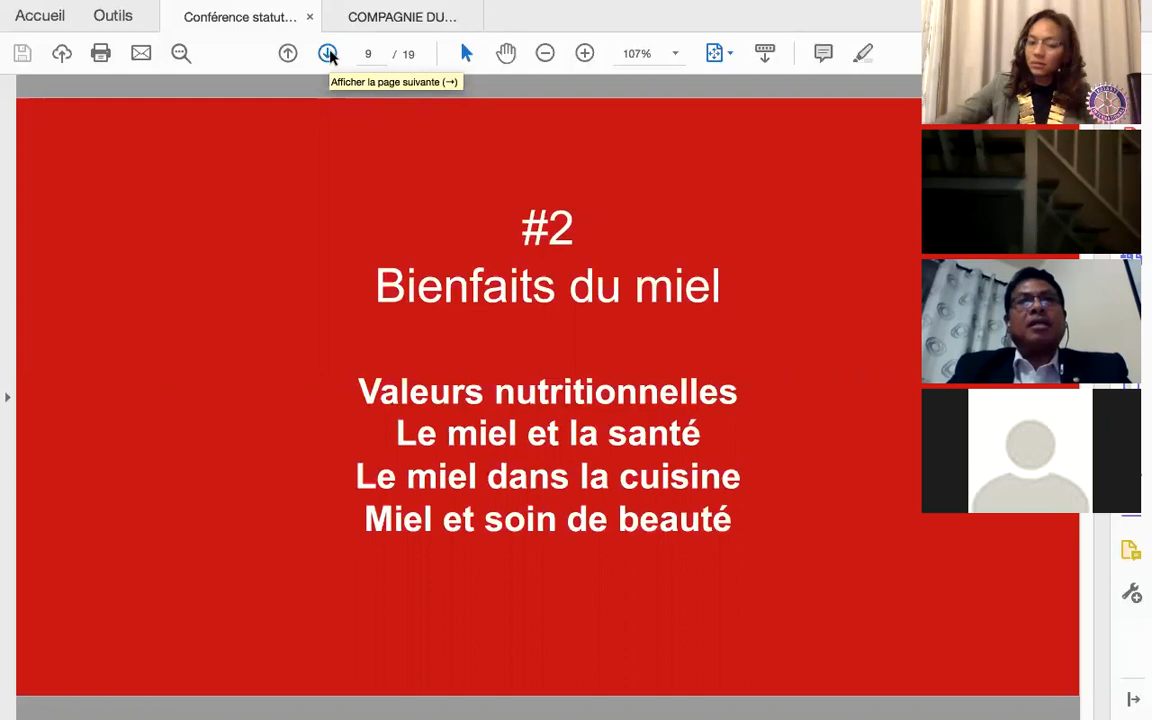 Accueil
Outils
Conférence statut...
COMPAGNIE DU...
9 / 19
107%
Afficher la page suivante (→)
#2
Bienfaits du miel
Valeurs nutritionnelles
Le miel et la santé
Le miel dans la cuisine
Miel et soin de beauté